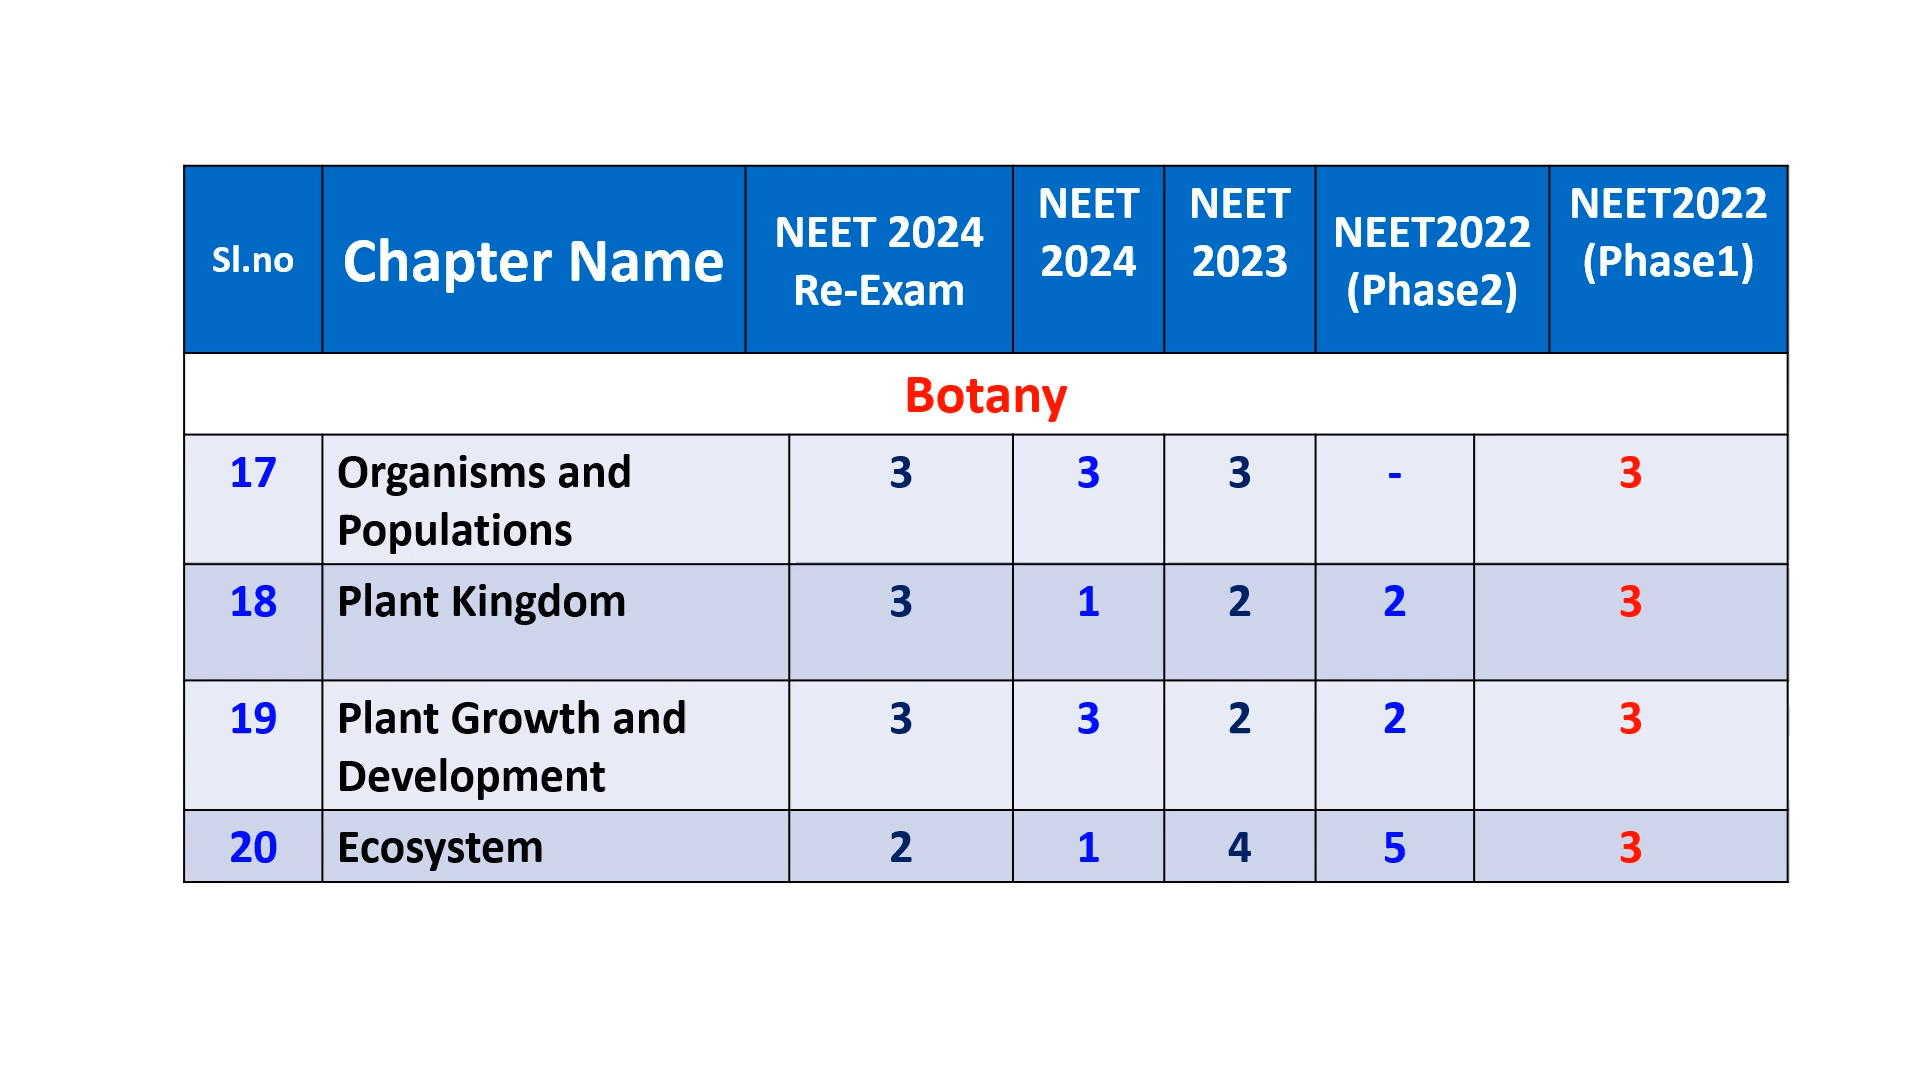 Sl.no Chapter Name NEET 2024 Re-Exam NEET 2024 NEET 2023 NEET2022 (Phase2) NEET2022 (Phase1)
Botany
17 Organisms and Populations 3 3 3 - 3
18 Plant Kingdom 3 1 2 2 3
19 Plant Growth and Development 3 3 2 2 3
20 Ecosystem 2 1 4 5 3